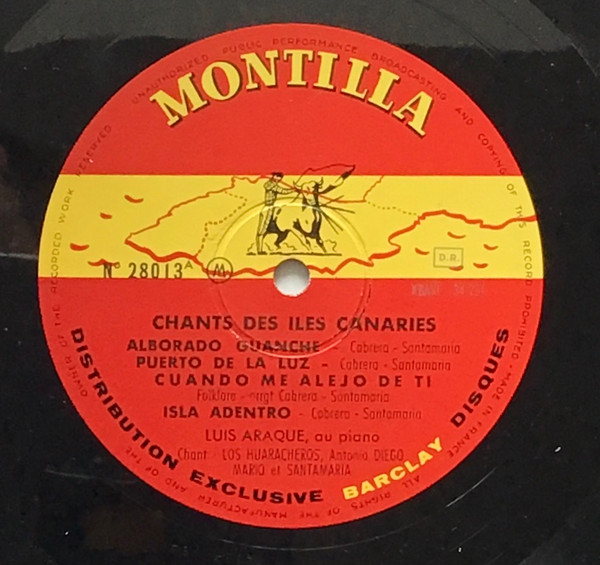 UNAUTHORIZED PUBLIC PERFORMANCE BROADCASTING AND COPYING OF THIS RECORD PROHIBITED - MADE IN FRANCE
ALL RIGHTS OF THE MANUFACTURER AND OF THE OWNER OF THE RECORDED WORK RESERVED
MONTILLA
D.R.
N° 28013 A
M
CHANTS DES ILES CANARIES
ALBORADO GUANCHE - Cabrera - Santamaria
PUERTO DE LA LUZ - Cabrera - Santamaria
CUANDO ME ALEJO DE TI
Folklore - arrgt Cabrera - Santamaria
ISLA ADENTRO - Cabrera - Santamaria
LUIS ARAQUE, au piano
Chant : LOS HUARACHEROS, Antonio DIEGO
MARIO et SANTAMARIA
DISTRIBUTION EXCLUSIVE BARCLAY DISQUES